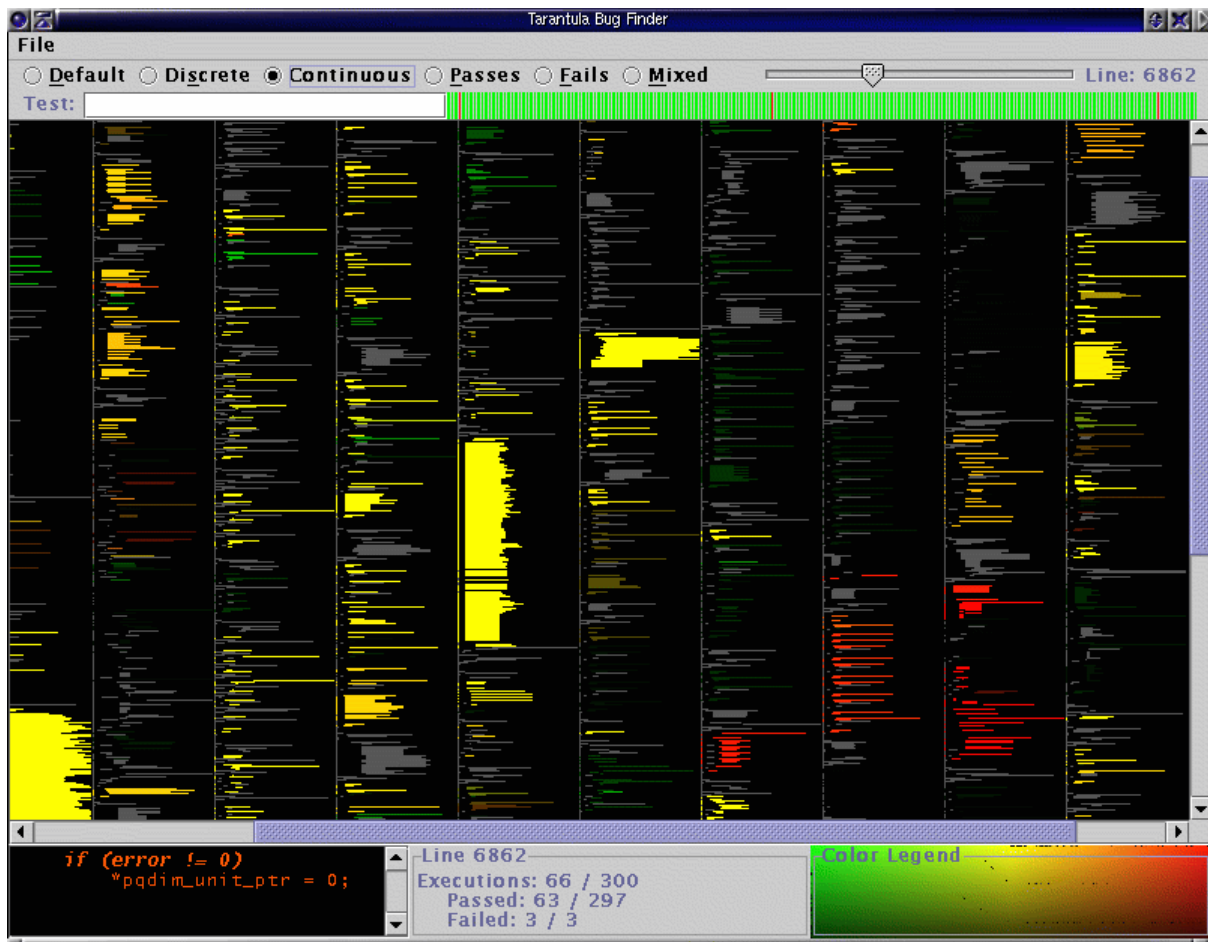 Tarantula Bug Finder
File
Default Discrete Continuous Passes Fails Mixed Line: 6862
Test:
if (error != 0)
*pqdim_unit_ptr = 0;
Line 6862
Executions: 66 / 300
Passed: 63 / 297
Failed: 3 / 3
Color Legend